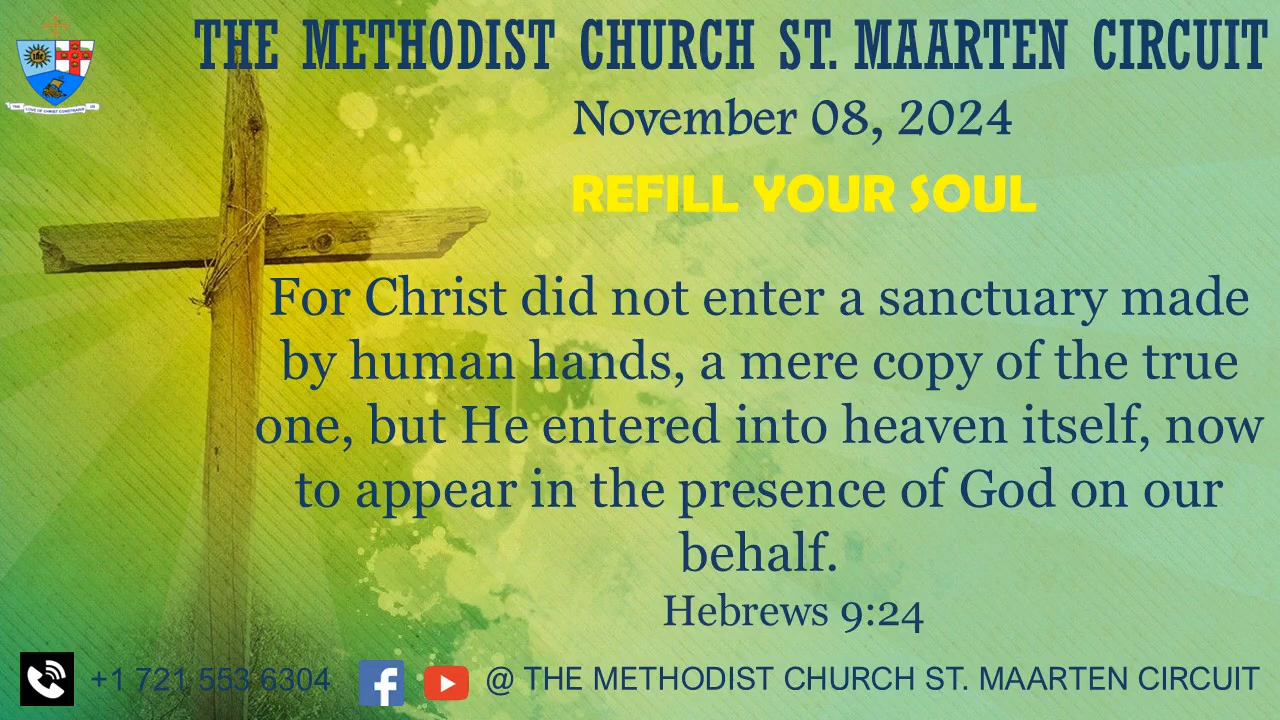 THE METHODIST CHURCH ST. MAARTEN CIRCUIT
November 08, 2024
REFILL YOUR SOUL
For Christ did not enter a sanctuary made
by human hands, a mere copy of the true
one, but He entered into heaven itself, now
to appear in the presence of God on our
behalf.
Hebrews 9:24
+1 721 553 6304
@ THE METHODIST CHURCH ST. MAARTEN CIRCUIT